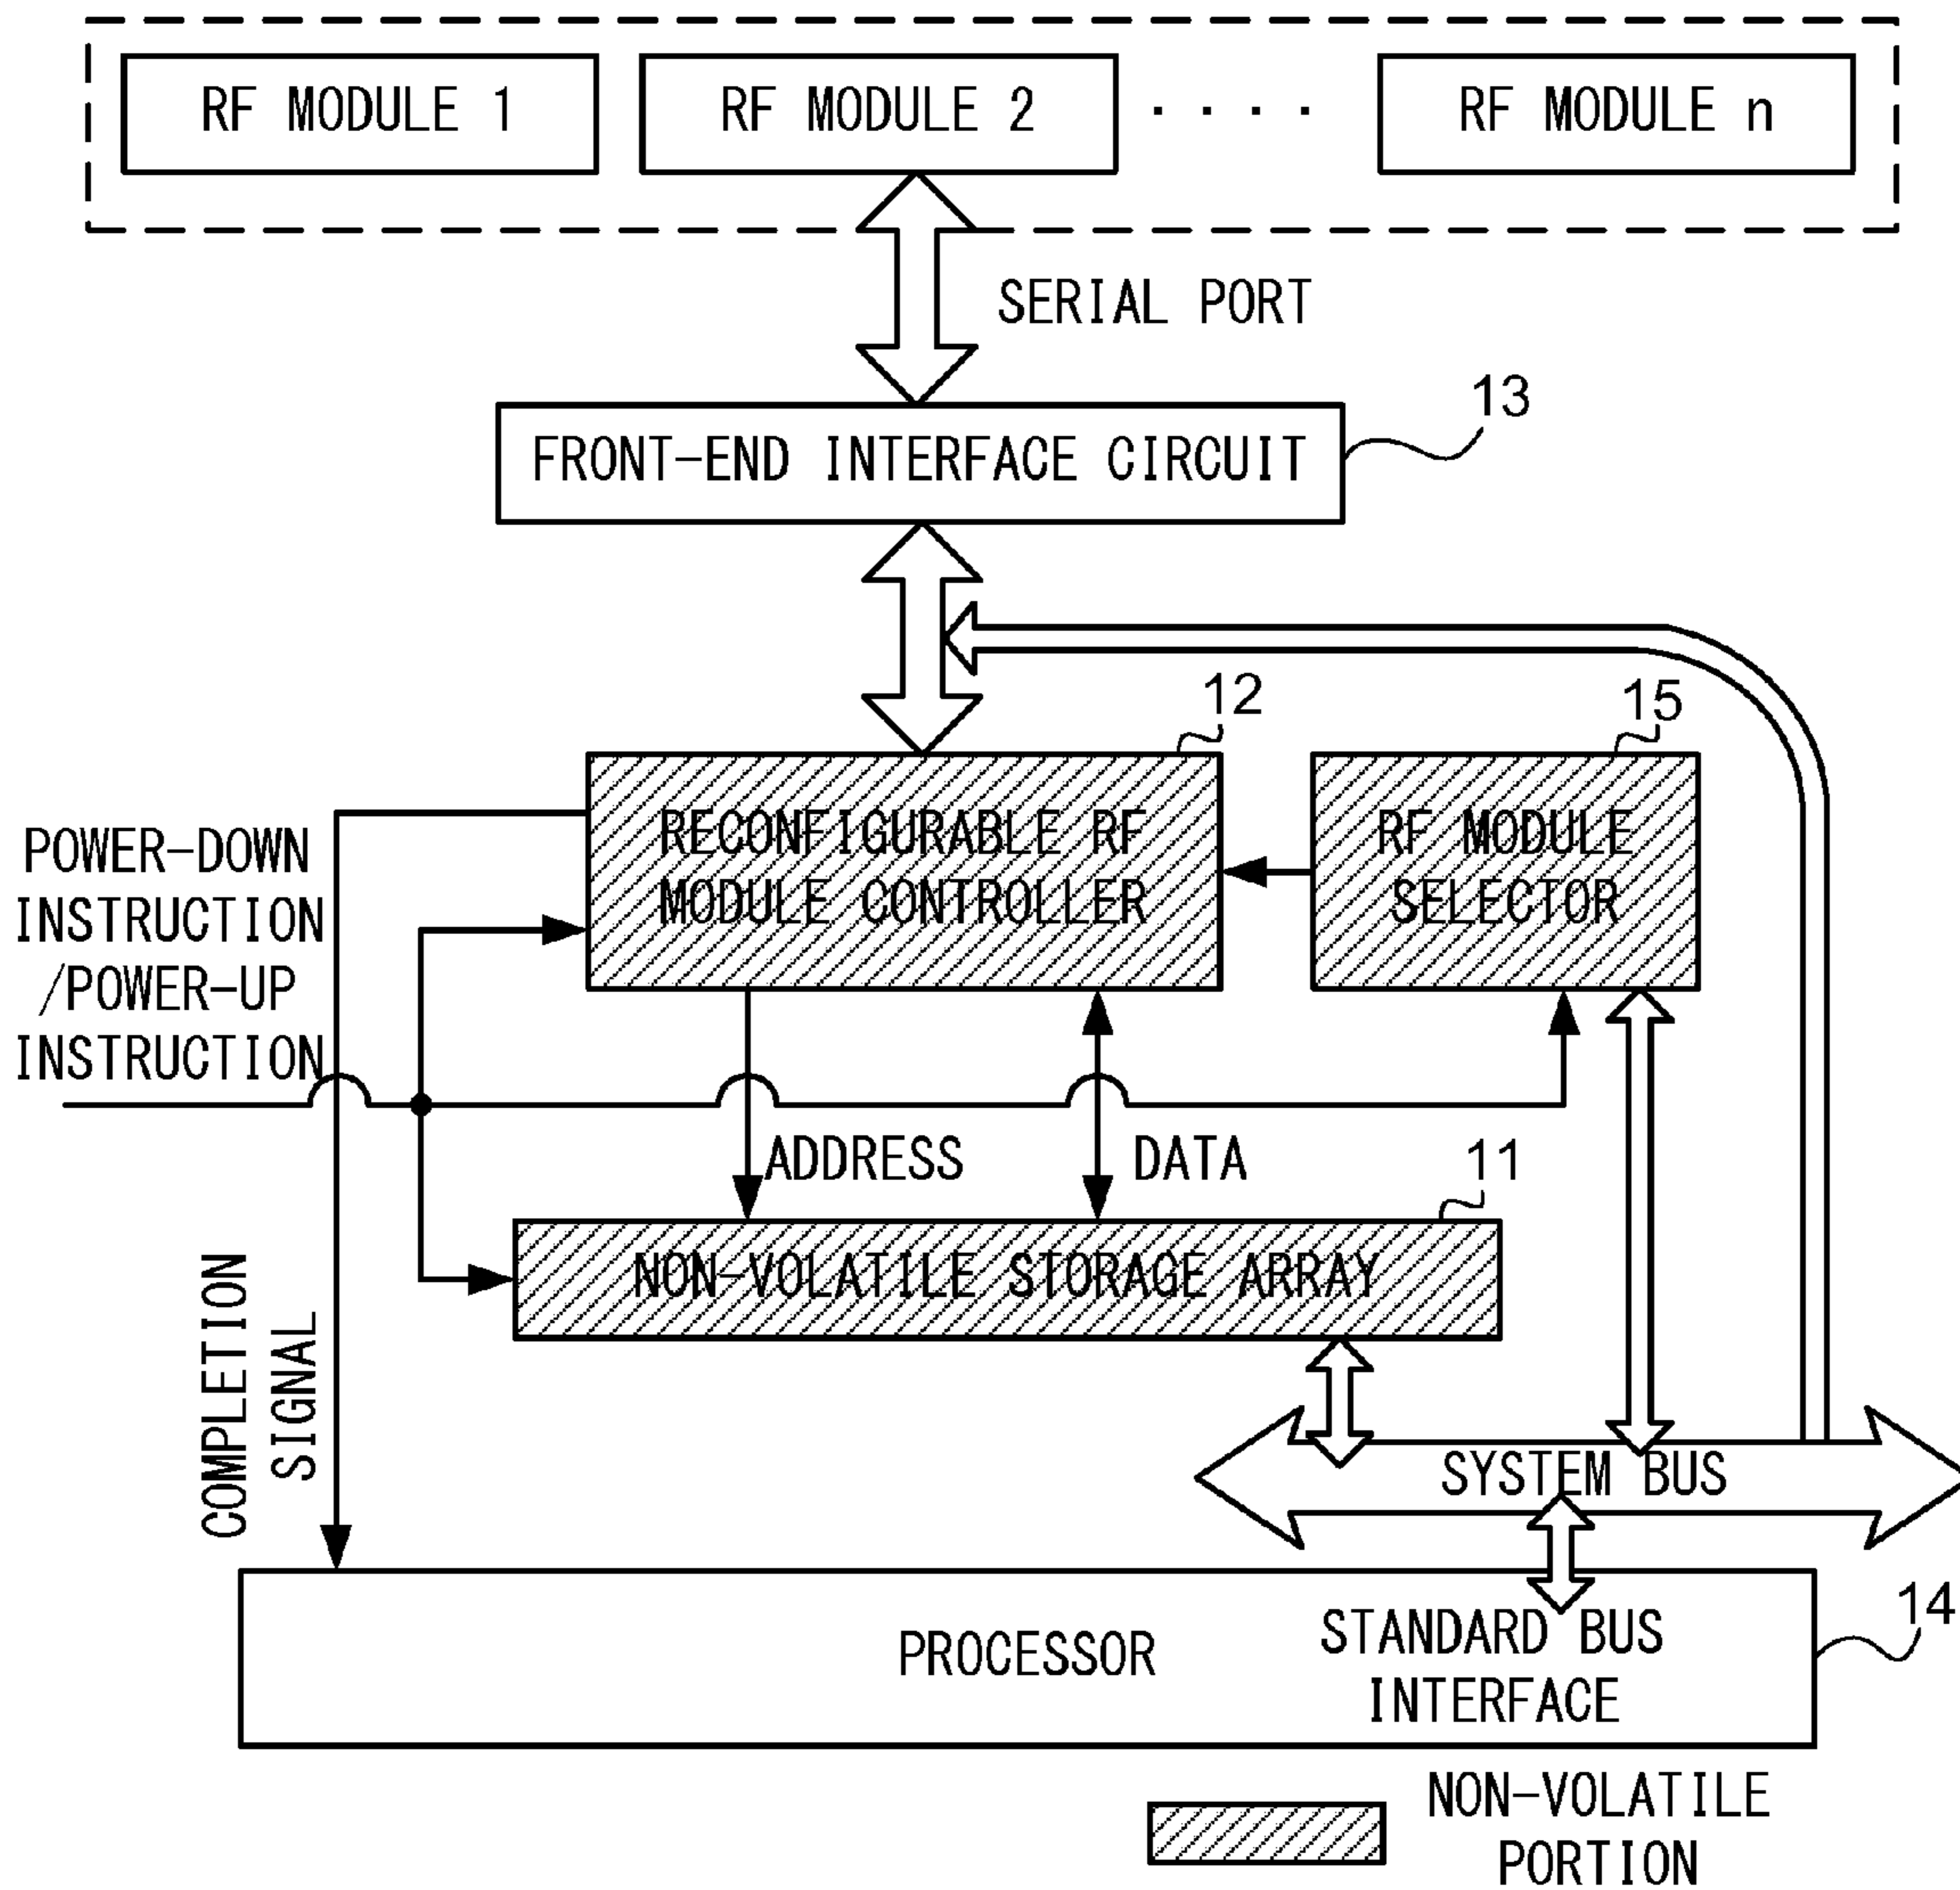 RF MODULE 1
RF MODULE 2
. . . .
RF MODULE n
SERIAL PORT
13
FRONT-END INTERFACE CIRCUIT
12
15
RECONFIGURABLE RF
MODULE CONTROLLER
RF MODULE
SELECTOR
POWER-DOWN
INSTRUCTION
/POWER-UP
INSTRUCTION
ADDRESS
DATA
11
NON-VOLATILE STORAGE ARRAY
COMPLETION
SIGNAL
SYSTEM BUS
14
PROCESSOR
STANDARD BUS
INTERFACE
NON-VOLATILE
PORTION